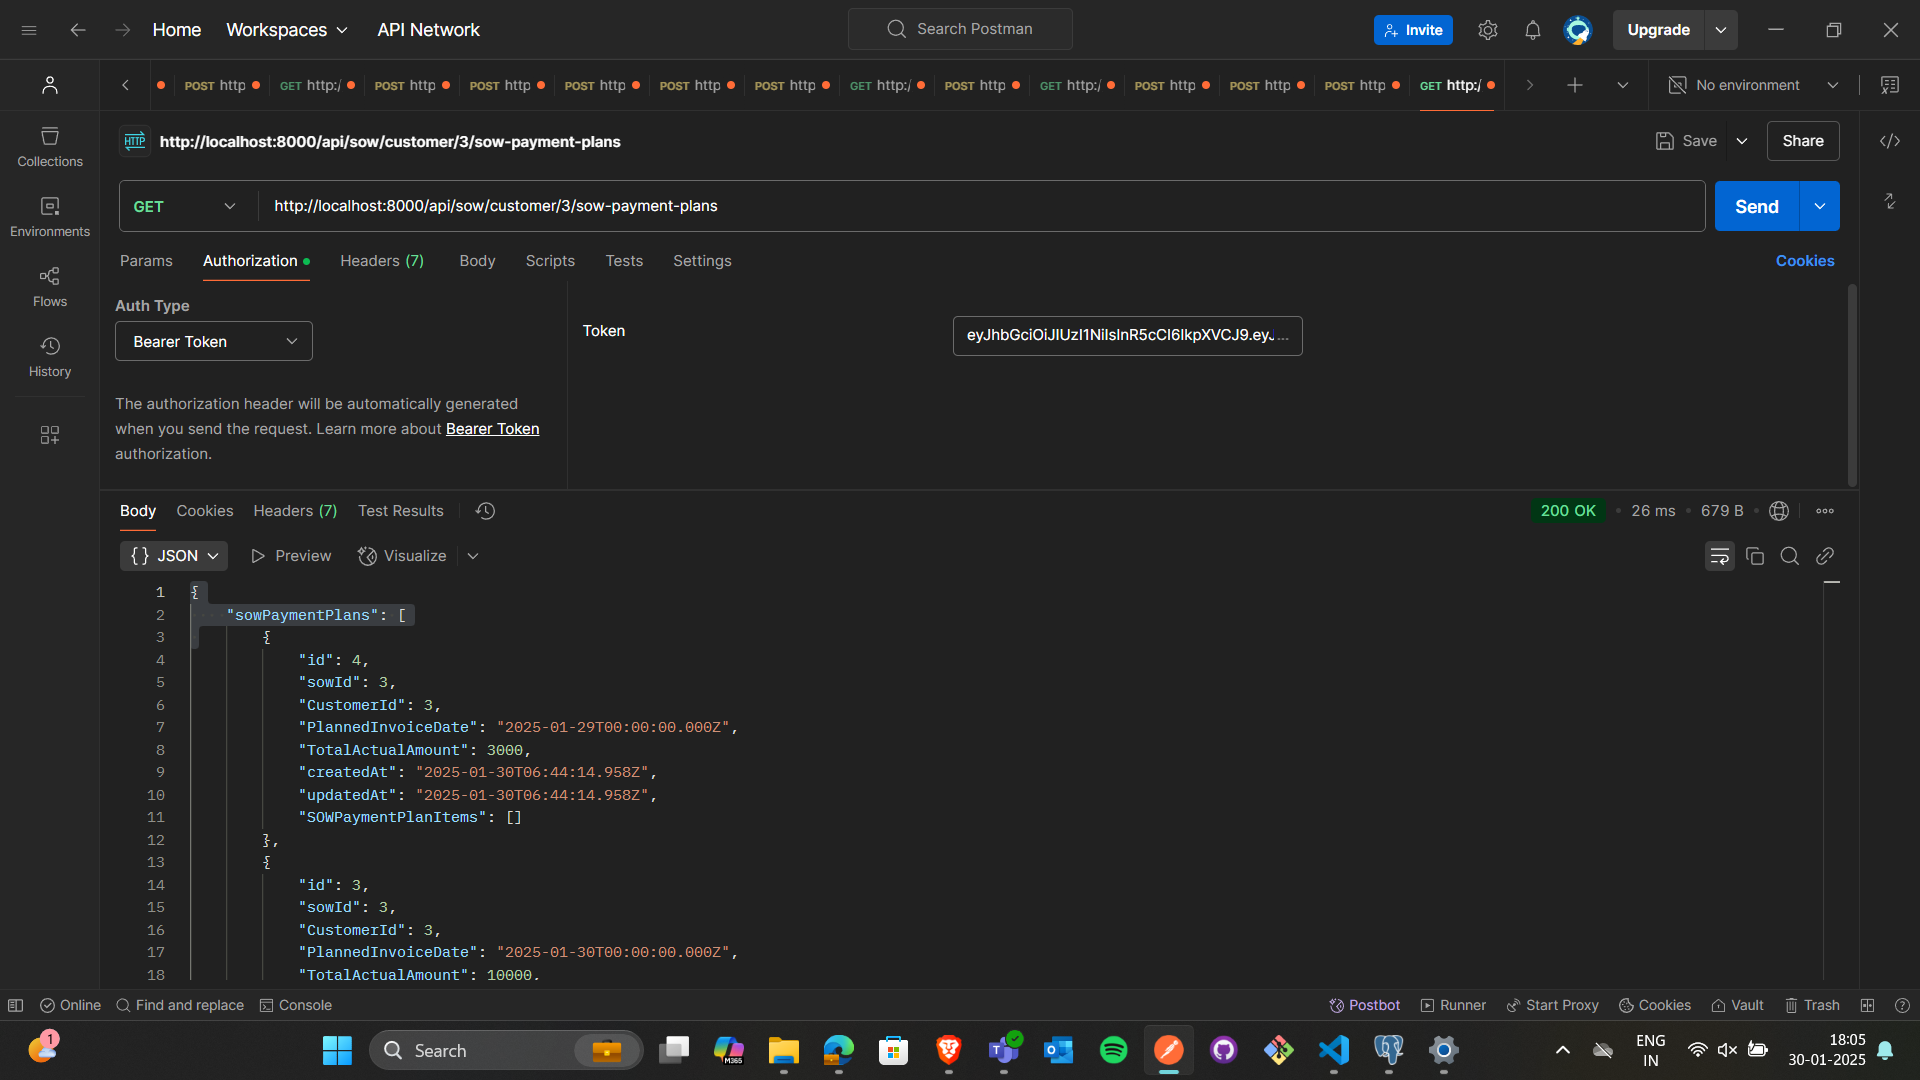 Home Workspaces API Network Search Postman Invite Upgrade
POST http GET http:/ POST http POST http POST http POST http POST http GET http:/ POST http GET http:/ POST http POST http POST http GET http:/ No environment
HTTP http://localhost:8000/api/sow/customer/3/sow-payment-plans Save Share
Collections
GET http://localhost:8000/api/sow/customer/3/sow-payment-plans Send
Environments
Params Authorization Headers (7) Body Scripts Tests Settings Cookies
Flows
Auth Type
Token eyJhbGciOiJIUzI1NiIsInR5cCI6IkpXVCJ9.eyJ...
Bearer Token
History
The authorization header will be automatically generated
when you send the request. Learn more about Bearer Token
authorization.
Body Cookies Headers (7) Test Results 200 OK 26 ms 679 B
{} JSON Preview Visualize
1 {
2 "sowPaymentPlans": [
3 {
4 "id": 4,
5 "sowId": 3,
6 "CustomerId": 3,
7 "PlannedInvoiceDate": "2025-01-29T00:00:00.000Z",
8 "TotalActualAmount": 3000,
9 "createdAt": "2025-01-30T06:44:14.958Z",
10 "updatedAt": "2025-01-30T06:44:14.958Z",
11 "SOWPaymentPlanItems": []
12 },
13 {
14 "id": 3,
15 "sowId": 3,
16 "CustomerId": 3,
17 "PlannedInvoiceDate": "2025-01-30T00:00:00.000Z",
18 "TotalActualAmount": 10000,
Online Find and replace Console Postbot Runner Start Proxy Cookies Vault Trash
1 Search M365 ENG 18:05
IN 30-01-2025